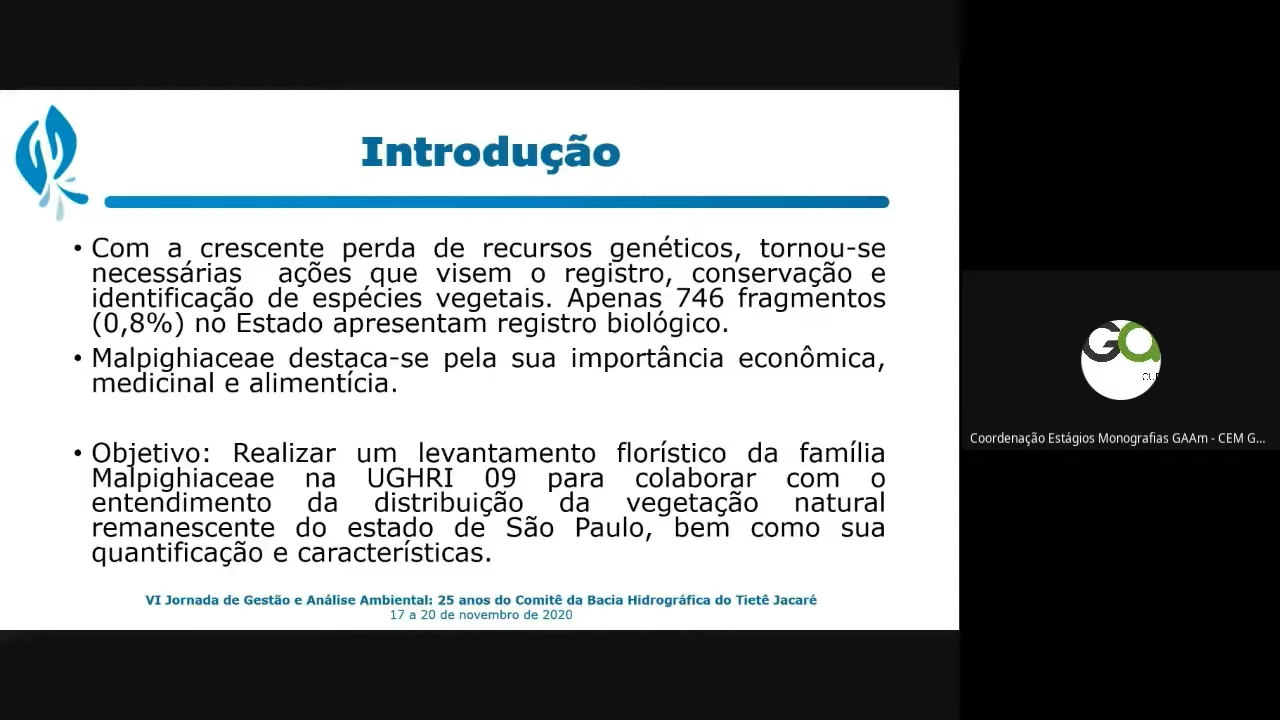 Introdução
• Com a crescente perda de recursos genéticos, tornou-se
necessárias ações que visem o registro, conservação e
identificação de espécies vegetais. Apenas 746 fragmentos
(0,8%) no Estado apresentam registro biológico.
• Malpighiaceae destaca-se pela sua importância econômica,
medicinal e alimentícia.
• Objetivo: Realizar um levantamento florístico da família
Malpighiaceae na UGHRI 09 para colaborar com o
entendimento da distribuição da vegetação natural
remanescente do estado de São Paulo, bem como sua
quantificação e características.
VI Jornada de Gestão e Análise Ambiental: 25 anos do Comitê da Bacia Hidrográfica do Tietê Jacaré
17 a 20 de novembro de 2020
Ga
Coordenação Estágios Monografias GAAm - CEM G...